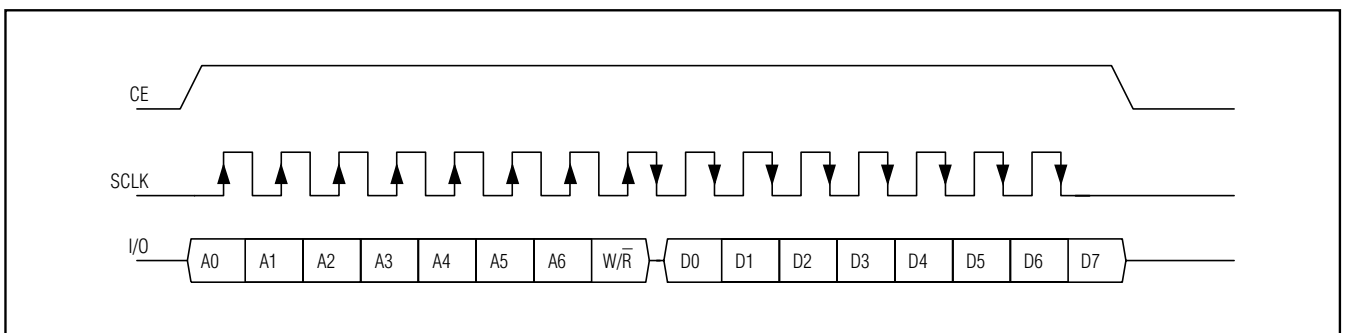 CE
SCLK
I/O A0 A1 A2 A3 A4 A5 A6 W/R̅ D0 D1 D2 D3 D4 D5 D6 D7